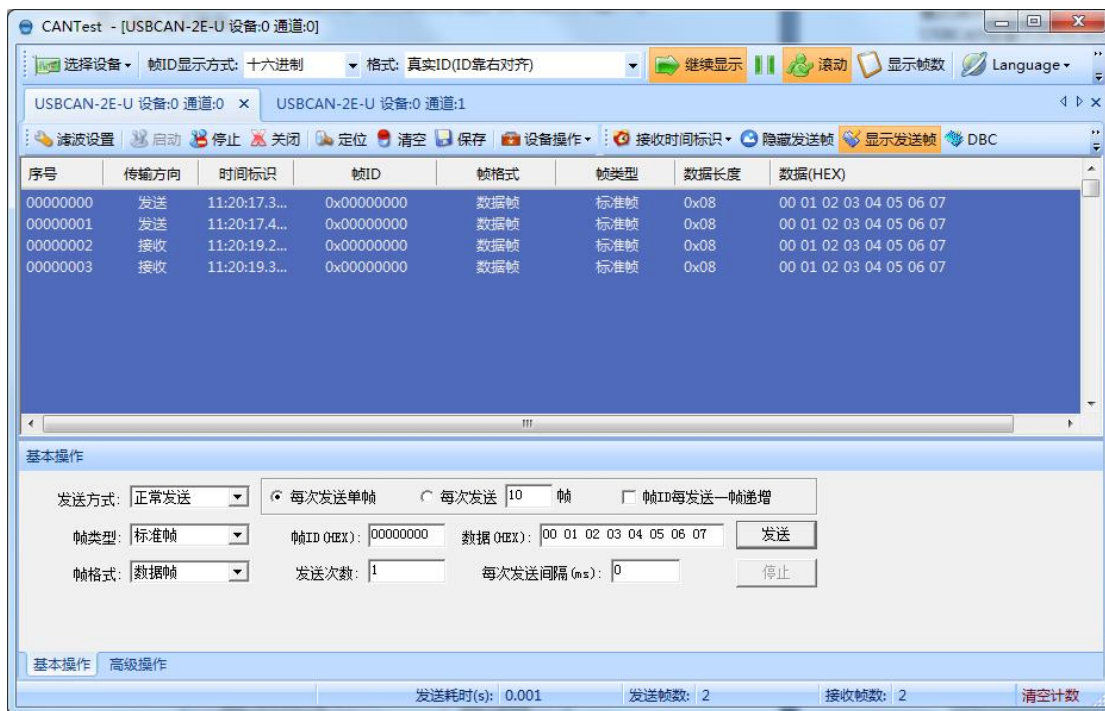 CANTest - [USBCAN-2E-U 设备:0 通道:0]
选择设备 帧ID显示方式: 十六进制 格式: 真实ID(ID靠右对齐) 继续显示 滚动 显示帧数 Language
USBCAN-2E-U 设备:0 通道:0 × USBCAN-2E-U 设备:0 通道:1
滤波设置 启动 停止 关闭 定位 清空 保存 设备操作 接收时间标识 隐藏发送帧 显示发送帧 DBC
序号 传输方向 时间标识 帧ID 帧格式 帧类型 数据长度 数据(HEX)
00000000 发送 11:20:17.3... 0x00000000 数据帧 标准帧 0x08 00 01 02 03 04 05 06 07
00000001 发送 11:20:17.4... 0x00000000 数据帧 标准帧 0x08 00 01 02 03 04 05 06 07
00000002 接收 11:20:19.2... 0x00000000 数据帧 标准帧 0x08 00 01 02 03 04 05 06 07
00000003 接收 11:20:19.3... 0x00000000 数据帧 标准帧 0x08 00 01 02 03 04 05 06 07
基本操作
发送方式: 正常发送 每次发送单帧 每次发送 10 帧 帧ID每发送一帧递增
帧类型: 标准帧 帧ID(HEX): 00000000 数据(HEX): 00 01 02 03 04 05 06 07 发送
帧格式: 数据帧 发送次数: 1 每次发送间隔(ms): 0 停止
基本操作 高级操作
发送耗时(s): 0.001 发送帧数: 2 接收帧数: 2 清空计数